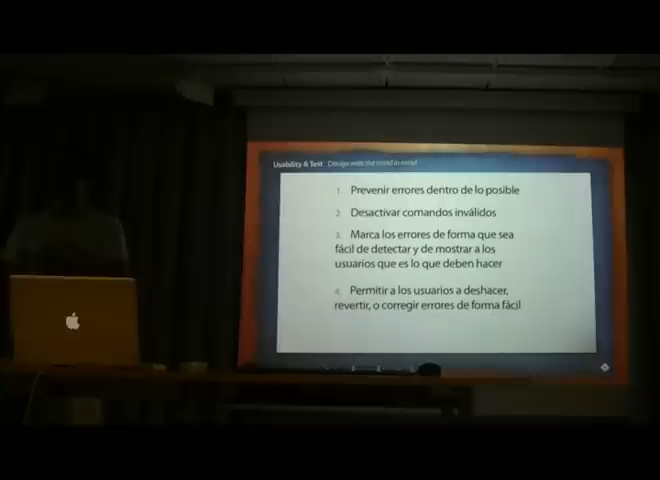 Usability & Test Design with the mind in mind
1. Prevenir errores dentro de lo posible
2. Desactivar comandos inválidos
3. Marca los errores de forma que sea
fácil de detectar y de mostrar a los
usuarios que es lo que deben hacer
4. Permitir a los usuarios a deshacer,
revertir, o corregir errores de forma fácil